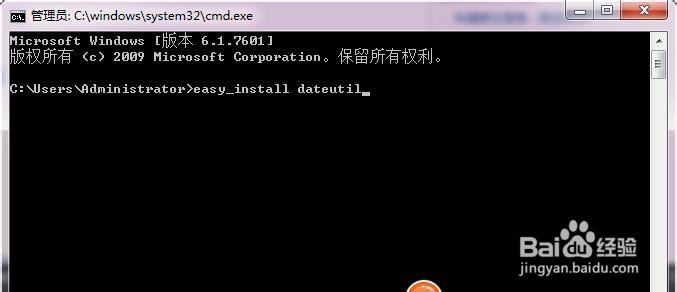 管理员: C:\windows\system32\cmd.exe
Microsoft Windows [版本 6.1.7601]
版权所有 (c) 2009 Microsoft Corporation。保留所有权利。
C:\Users\Administrator>easy_install dateutil_
Baidu经验
jingyan.baidu.com